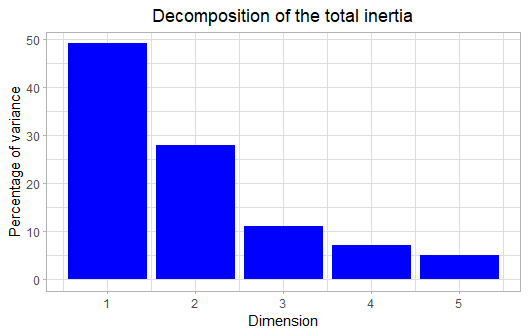 Decomposition of the total inertia
Percentage of variance
50
40
30
20
10
0
1 2 3 4 5
Dimension